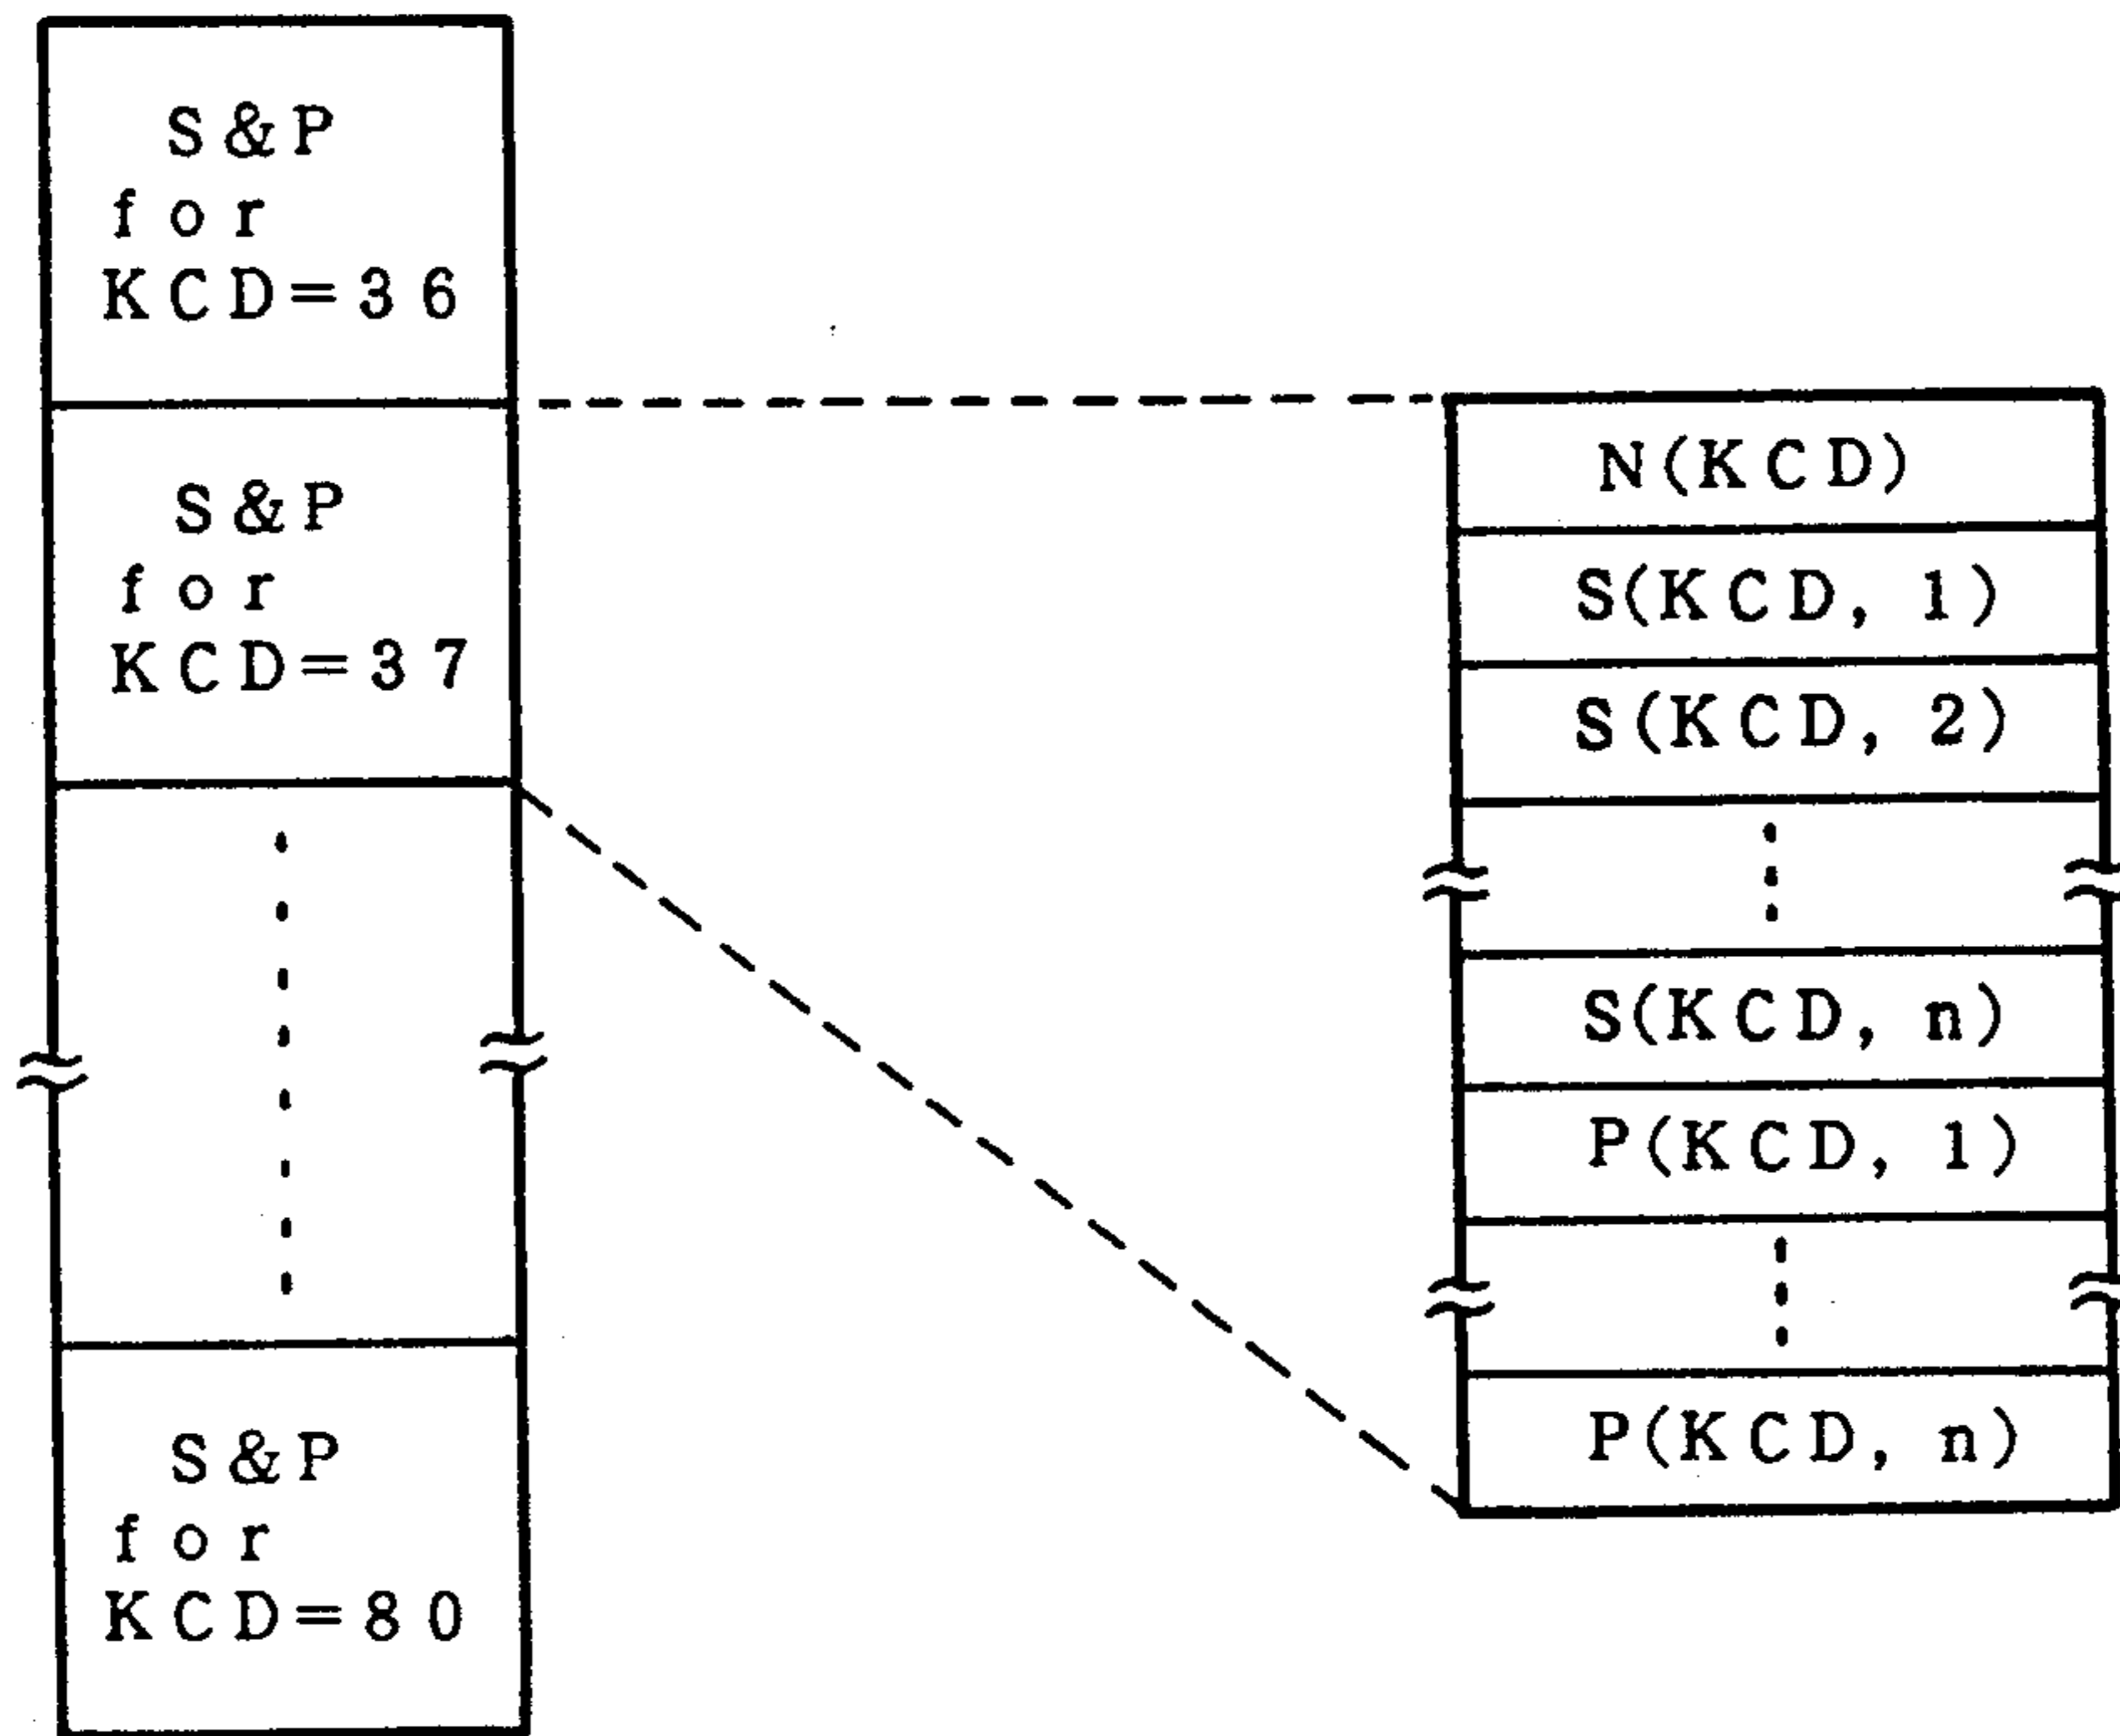 S&P
for
KCD=36
S&P
for
KCD=37
S&P
for
KCD=80
N(KCD)
S(KCD, 1)
S(KCD, 2)
S(KCD, n)
P(KCD, 1)
P(KCD, n)